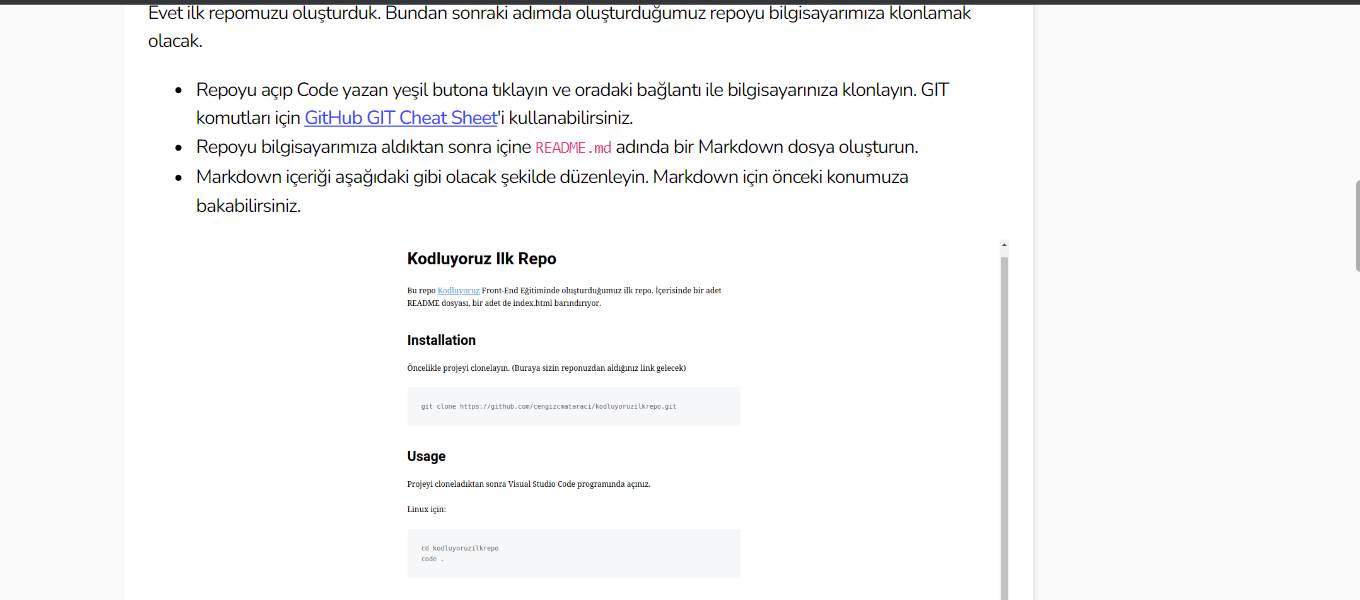 Evet ilk repomuzu oluşturduk. Bundan sonraki adımda oluşturduğumuz repoyu bilgisayarımıza klonlamak
olacak.
Repoyu açıp Code yazan yeşil butona tıklayın ve oradaki bağlantı ile bilgisayarınıza klonlayın. GIT
komutları için GitHub GIT Cheat Sheet'i kullanabilirsiniz.
Repoyu bilgisayarımıza aldıktan sonra içine README.md adında bir Markdown dosya oluşturun.
Markdown içeriği aşağıdaki gibi olacak şekilde düzenleyin. Markdown için önceki konumuza
bakabilirsiniz.
Kodluyoruz Ilk Repo
Bu repo Kodluyoruz Front-End Eğitiminde oluşturduğumuz ilk repo. İçerisinde bir adet
README dosyası, bir adet de index.html barındırıyor.
Installation
Öncelikle projeyi clonelayın. (Buraya sizin reponuzdan aldığınız link gelecek)
git clone https://github.com/cengizcmataraci/kodluyoruzilkrepo.git
Usage
Projeyi cloneladıktan sonra Visual Studio Code programında açınız.
Linux için:
cd kodluyoruzilkrepo
code .